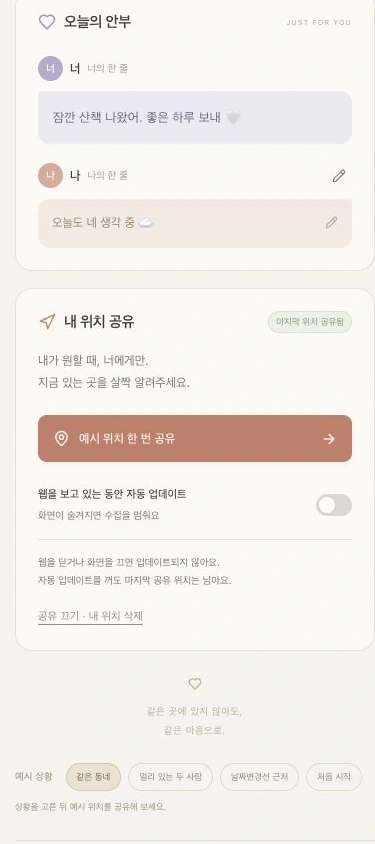 오늘의 안부
JUST FOR YOU
너 너 너의 한 줄
잠깐 산책 나왔어. 좋은 하루 보내 🤍
나 나 나의 한 줄
오늘도 네 생각 중 ☁️
내 위치 공유
마지막 위치 공유됨
내가 원할 때, 너에게만.
지금 있는 곳을 살짝 알려주세요.
예시 위치 한 번 공유
웹을 보고 있는 동안 자동 업데이트
화면이 숨겨지면 수집을 멈춰요
웹을 닫거나 화면을 끄면 업데이트되지 않아요.
자동 업데이트를 꺼도 마지막 공유 위치는 남아요.
공유 끄기 · 내 위치 삭제
같은 곳에 있지 않아도,
같은 마음으로.
예시 상황 같은 동네 멀리 있는 두 사람 날짜변경선 근처 처음 시작
상황을 고른 뒤 예시 위치를 공유해 보세요.